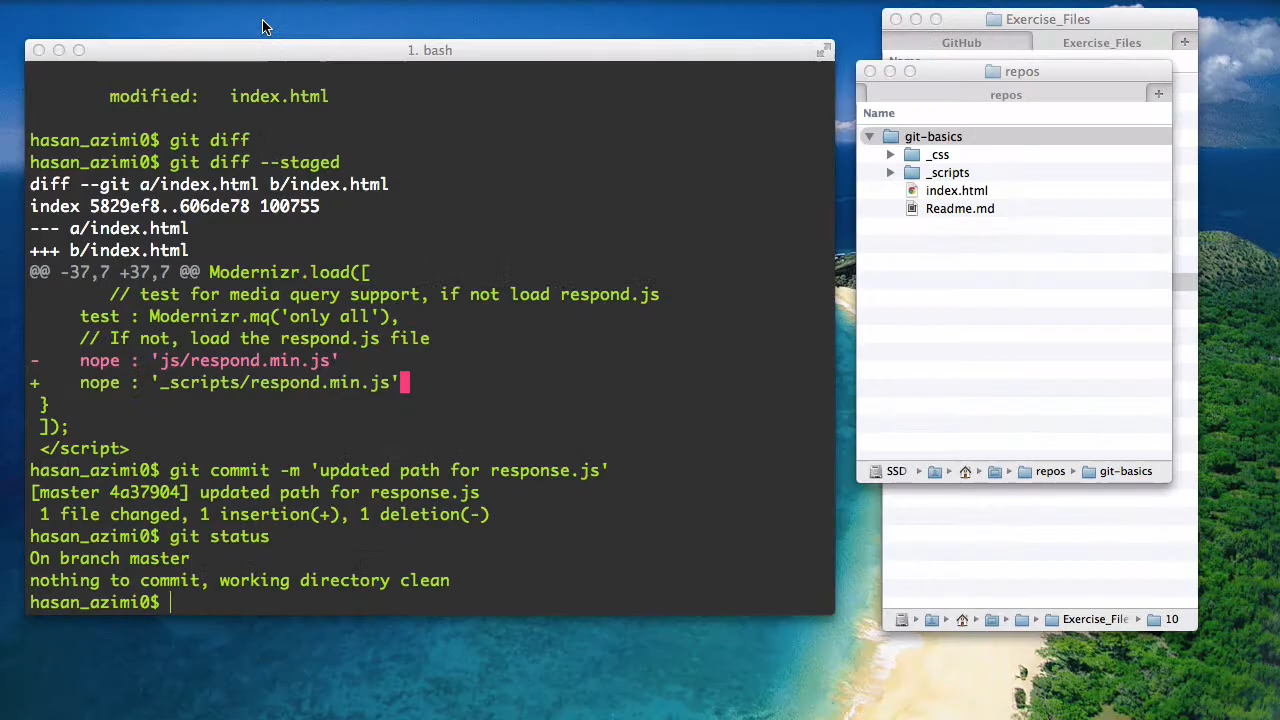 1. bash
modified:   index.html
hasan_azimi0$ git diff
hasan_azimi0$ git diff --staged
diff --git a/index.html b/index.html
index 5829ef8..606de78 100755
--- a/index.html
+++ b/index.html
@@ -37,7 +37,7 @@ Modernizr.load([
// test for media query support, if not load respond.js
test : Modernizr.mq('only all'),
// If not, load the respond.js file
-    nope : 'js/respond.min.js'
+    nope : '_scripts/respond.min.js'
}
]);
</script>
hasan_azimi0$ git commit -m 'updated path for response.js'
[master 4a37904] updated path for response.js
1 file changed, 1 insertion(+), 1 deletion(-)
hasan_azimi0$ git status
On branch master
nothing to commit, working directory clean
hasan_azimi0$
Exercise_Files
GitHub
Exercise_Files
repos
repos
Name
git-basics
_css
_scripts
index.html
Readme.md
SSD
repos
git-basics
Exercise_File
10